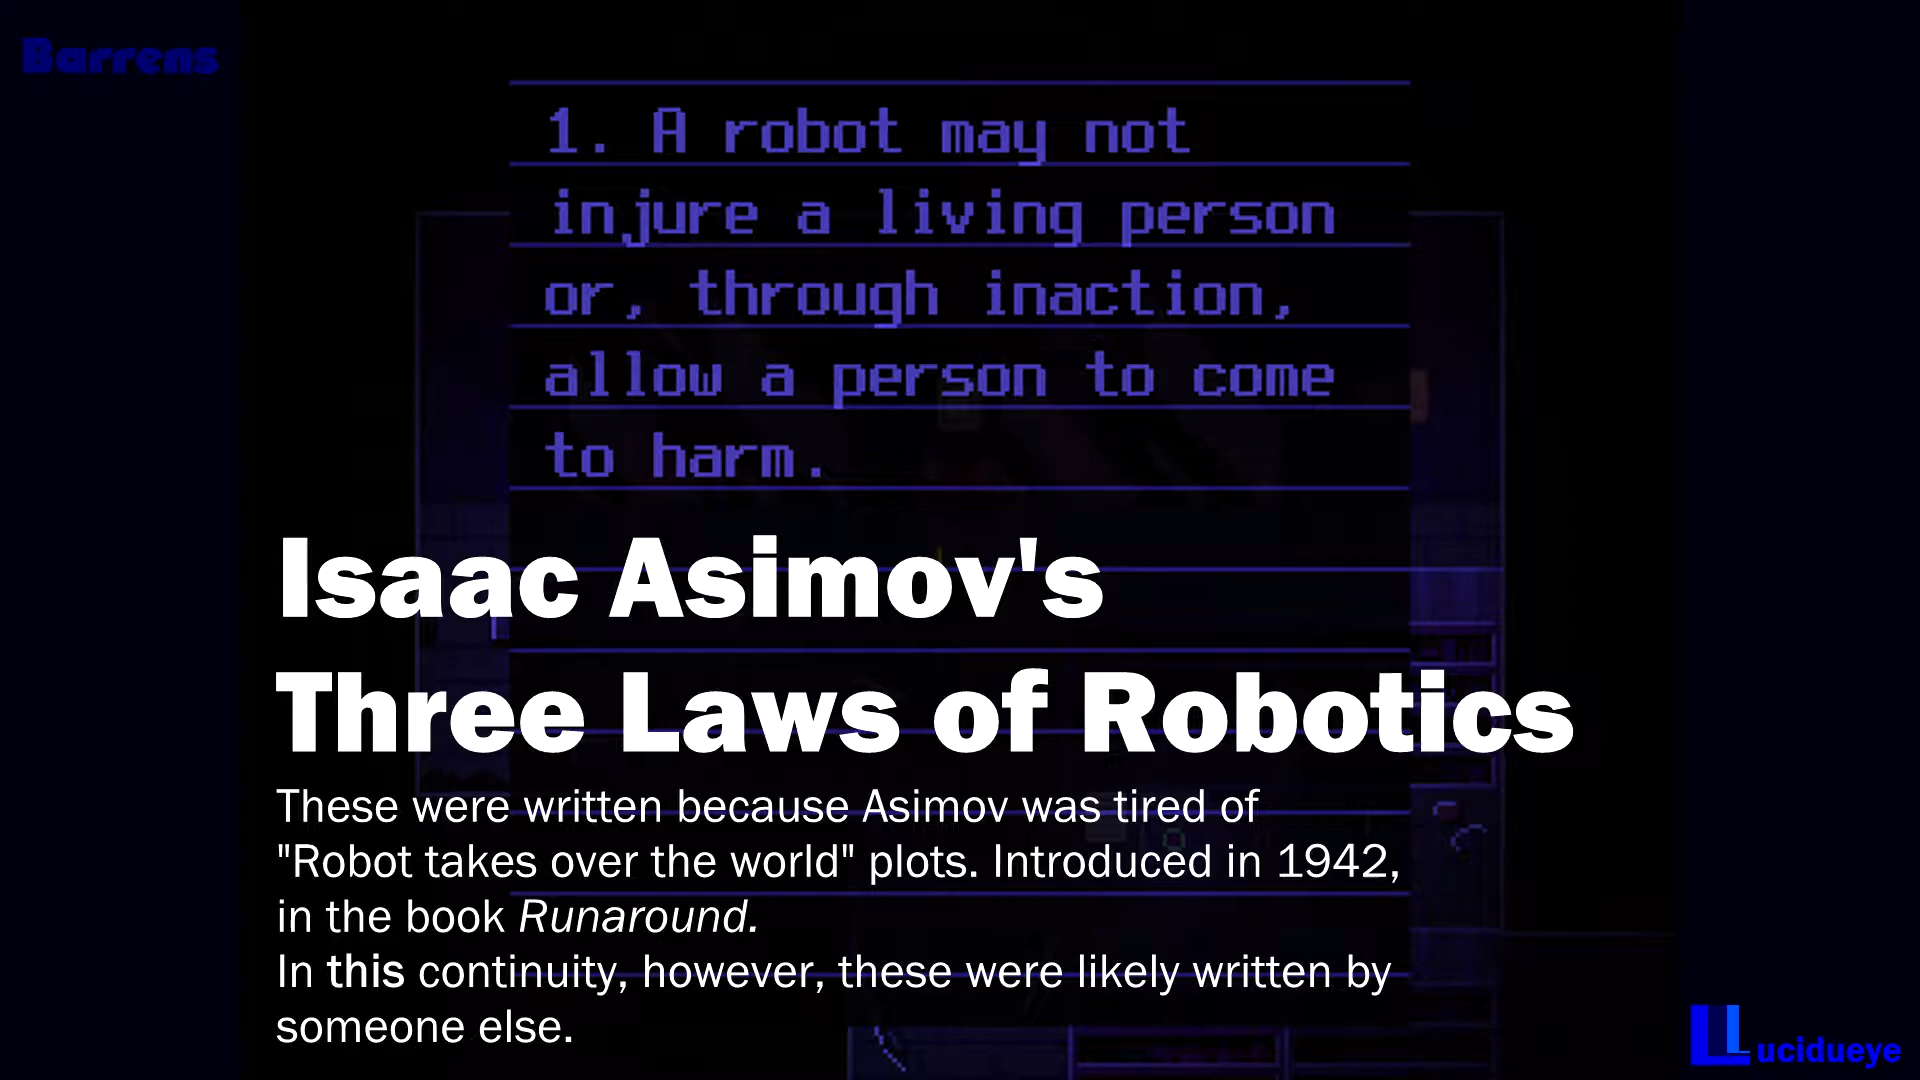 Barrens
1. A robot may not
injure a living person
or, through inaction,
allow a person to come
to harm.
Isaac Asimov's
Three Laws of Robotics
These were written because Asimov was tired of
"Robot takes over the world" plots. Introduced in 1942,
in the book Runaround.
In this continuity, however, these were likely written by
someone else.
Lucidueye